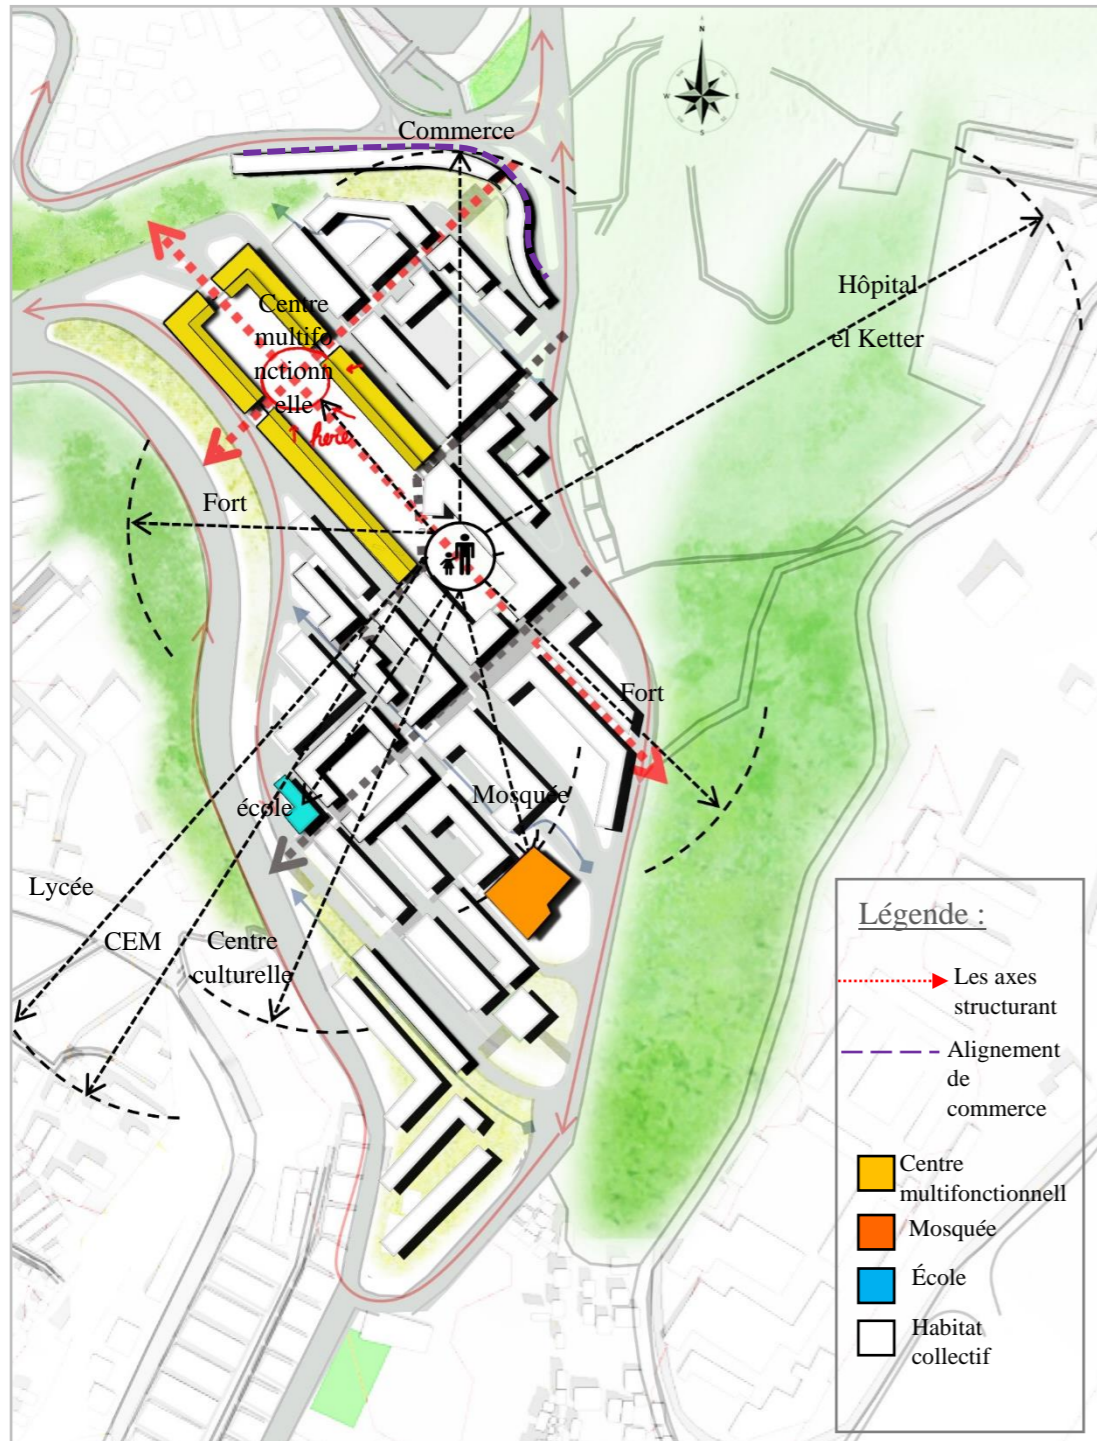 N
W
E
S
Commerce
Hôpital
el Ketter
Centre
multifo
nctionn
elle
here
Fort
Fort
Mosquée
école
Lycée
CEM
Centre
culturelle
Légende :
Les axes
structurant
Alignement
de
commerce
Centre
multifonctionnell
Mosquée
École
Habitat
collectif